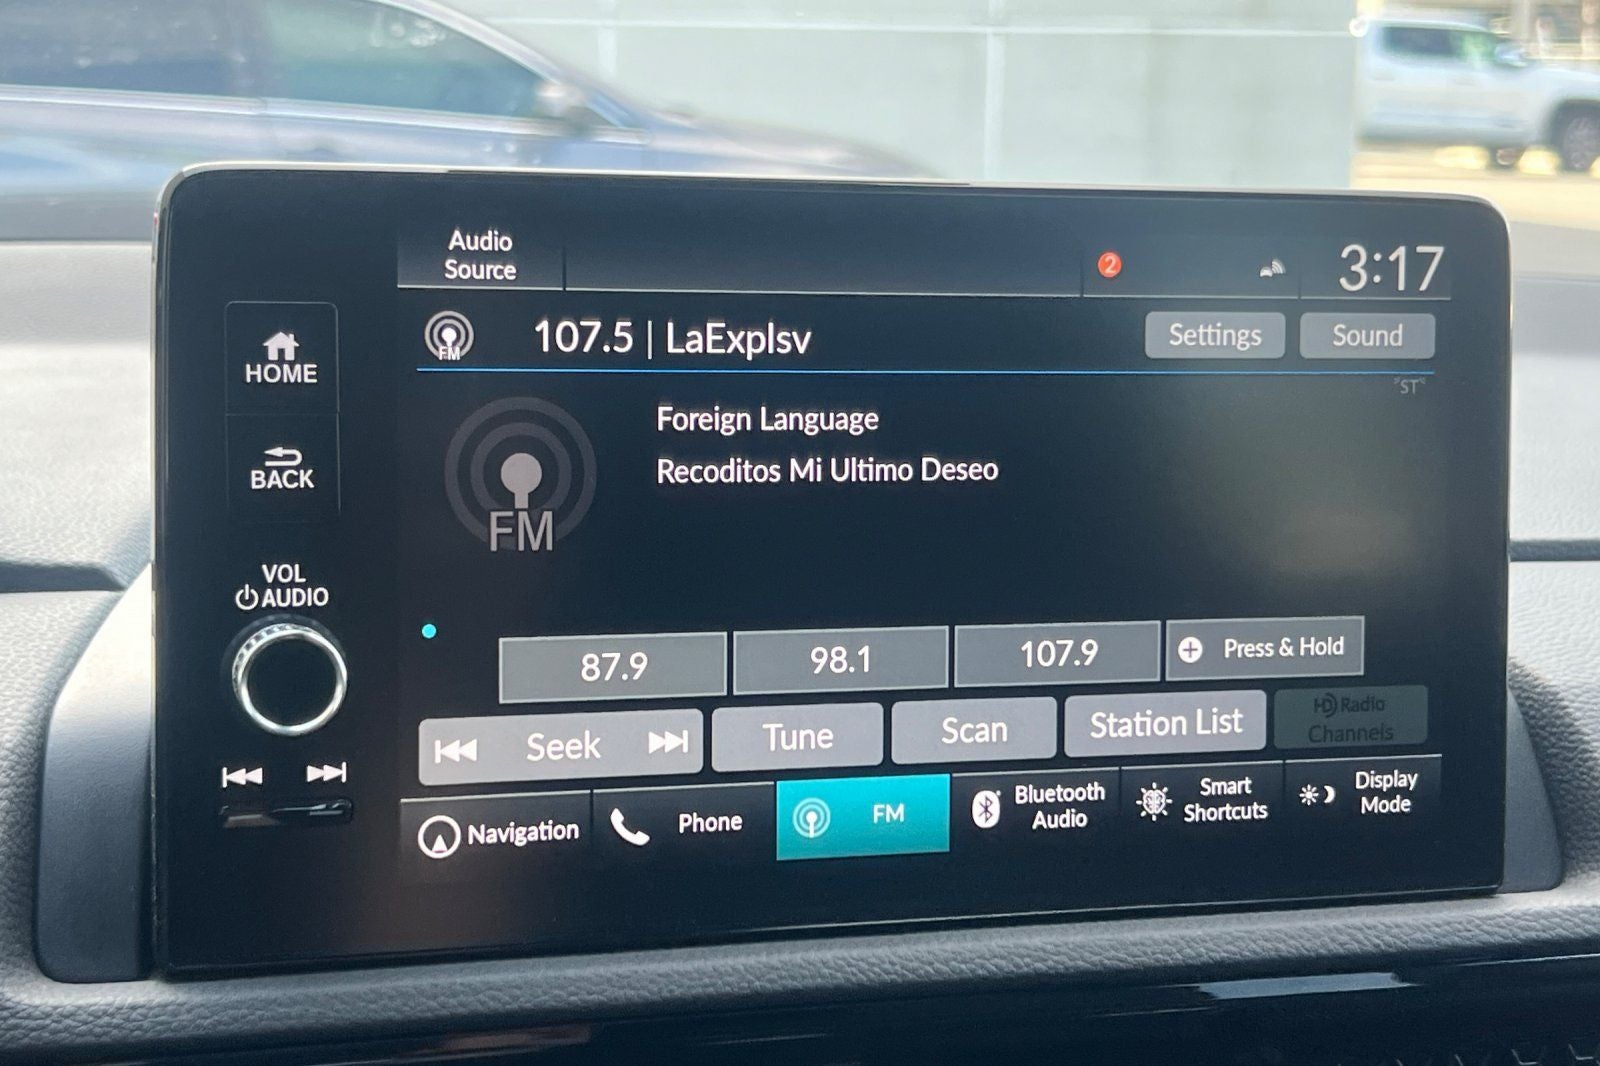 Audio
Source
2
3:17
FM
107.5 | LaExplsv
Settings
Sound
"ST"
HOME
BACK
VOL
AUDIO
FM
Foreign Language
Recoditos Mi Ultimo Deseo
87.9
98.1
107.9
Press & Hold
Seek
Tune
Scan
Station List
HD Radio
Channels
Navigation
Phone
FM
Bluetooth
Audio
Smart
Shortcuts
Display
Mode